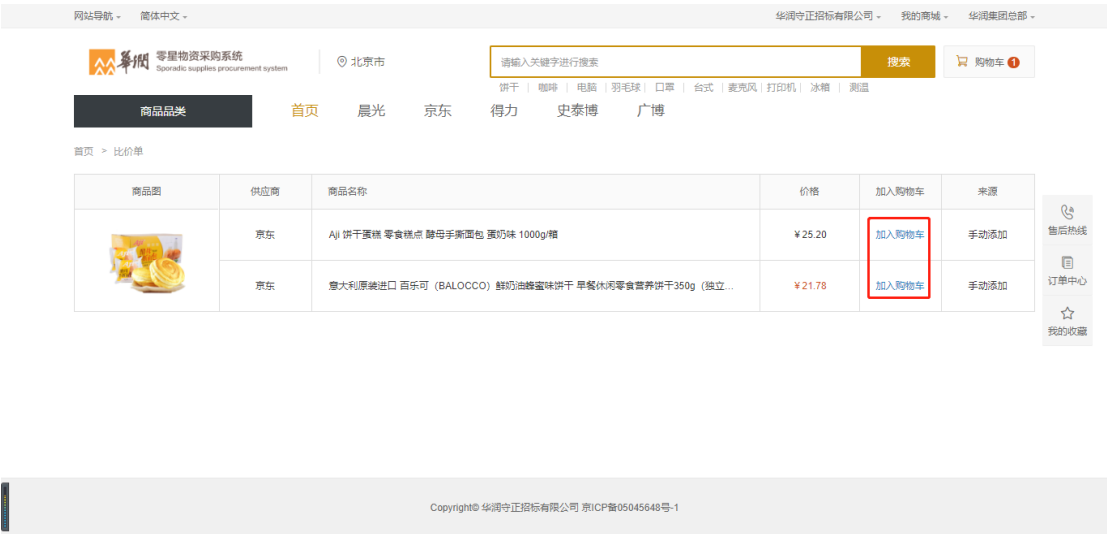 网站导航 简体中文 华润守正招标有限公司 我的商城 华润集团总部
華潤 零星物资采购系统
Sporadic supplies procurement system
北京市
请输入关键字进行搜索
搜索
购物车 1
饼干 | 咖啡 | 电脑 | 羽毛球 | 口罩 | 台式 | 麦克风 | 打印机 | 冰箱 | 测温
商品品类 首页 晨光 京东 得力 史泰博 广博
首页 > 比价单
商品图 供应商 商品名称 价格 加入购物车 来源
京东 Aji 饼干蛋糕 零食糕点 酵母手撕面包 蛋奶味 1000g/箱 ¥25.20 加入购物车 手动添加
京东 意大利原装进口 百乐可（BALOCCO）鲜奶油蜂蜜味饼干 早餐休闲零食营养饼干350g（独立... ¥21.78 加入购物车 手动添加
售后热线
订单中心
我的收藏
Copyright© 华润守正招标有限公司 京ICP备05045648号-1